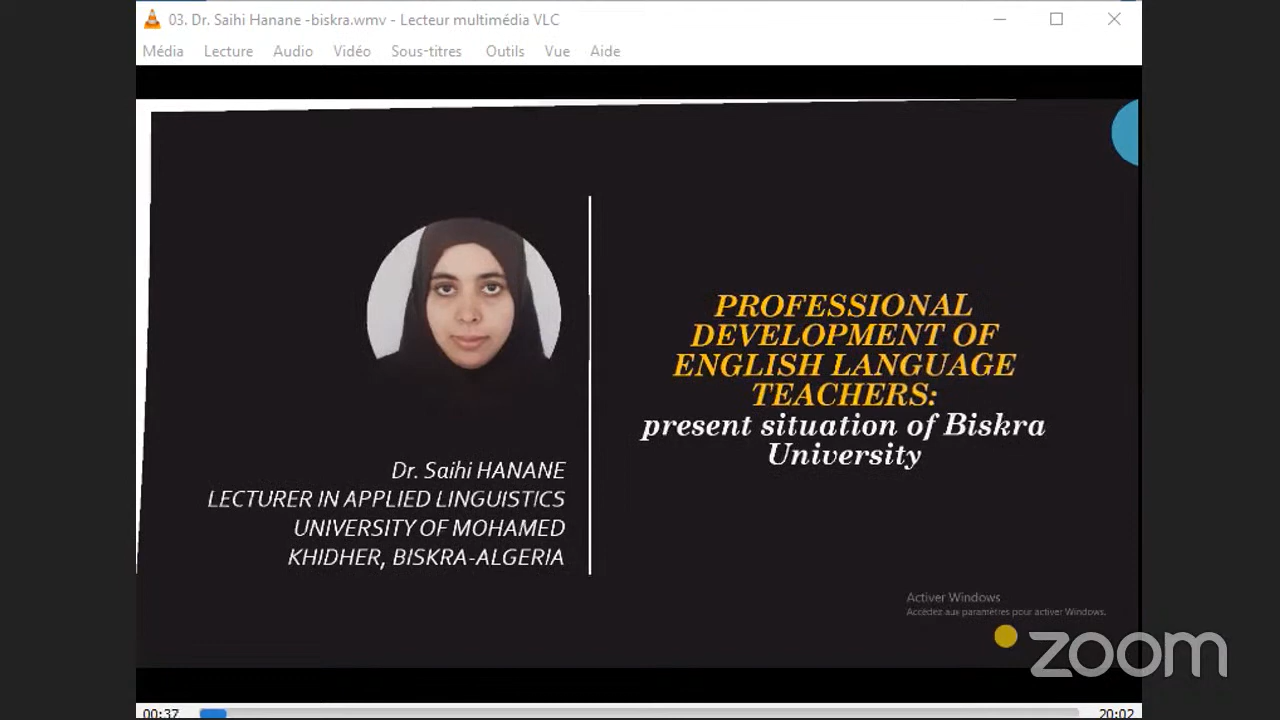 03. Dr. Saihi Hanane -biskra.wmv - Lecteur multimédia VLC
Média Lecture Audio Vidéo Sous-titres Outils Vue Aide
PROFESSIONAL
DEVELOPMENT OF
ENGLISH LANGUAGE
TEACHERS:
present situation of Biskra
University
Dr. Saihi HANANE
LECTURER IN APPLIED LINGUISTICS
UNIVERSITY OF MOHAMED
KHIDHER, BISKRA-ALGERIA
Activer Windows
Accédez aux paramètres pour activer Windows.
zoom
00:37 20:02